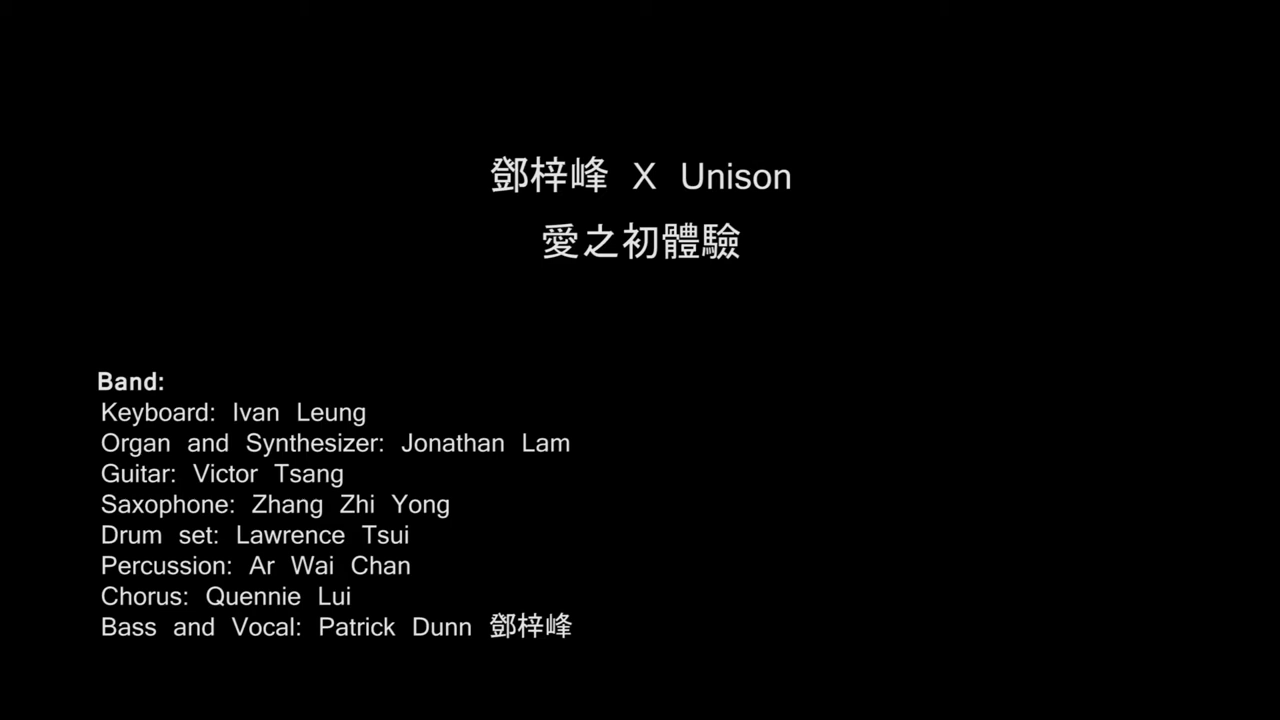 鄧梓峰 X Unison
愛之初體驗
Band:
Keyboard: Ivan Leung
Organ and Synthesizer: Jonathan Lam
Guitar: Victor Tsang
Saxophone: Zhang Zhi Yong
Drum set: Lawrence Tsui
Percussion: Ar Wai Chan
Chorus: Quennie Lui
Bass and Vocal: Patrick Dunn 鄧梓峰